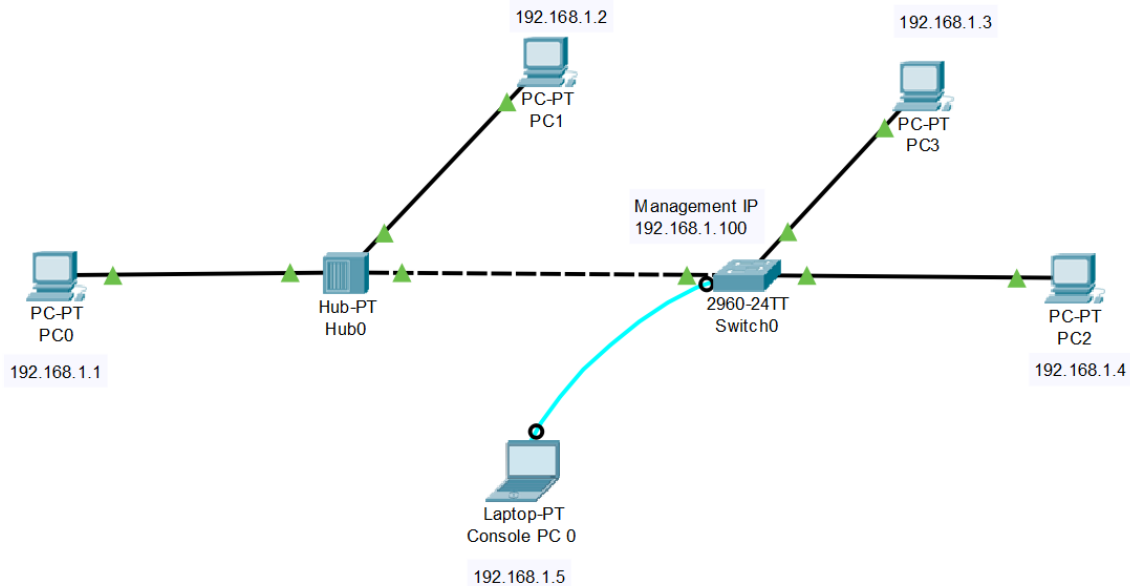 192.168.1.2
PC-PT
PC1
192.168.1.3
PC-PT
PC3
Management IP
192.168.1.100
PC-PT
PC0
192.168.1.1
Hub-PT
Hub0
2960-24TT
Switch0
PC-PT
PC2
192.168.1.4
Laptop-PT
Console PC 0
192.168.1.5